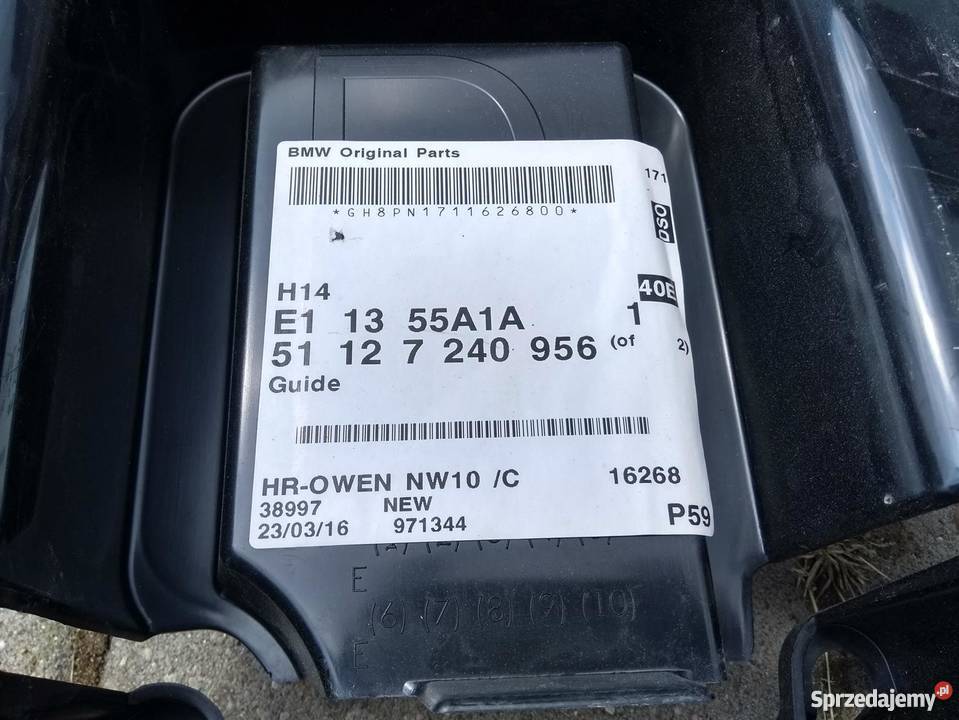 BMW Original Parts
171
*GH8PN1711626800*
DSO
H14
40E
E1 13 55A1A 1
51 12 7 240 956 (of 2)
Guide
HR-OWEN NW10 /C 16268
38997 NEW
23/03/16 971344
P59
E
(6) (7) (8) (9) (10)
E
Sprzedajemy.pl